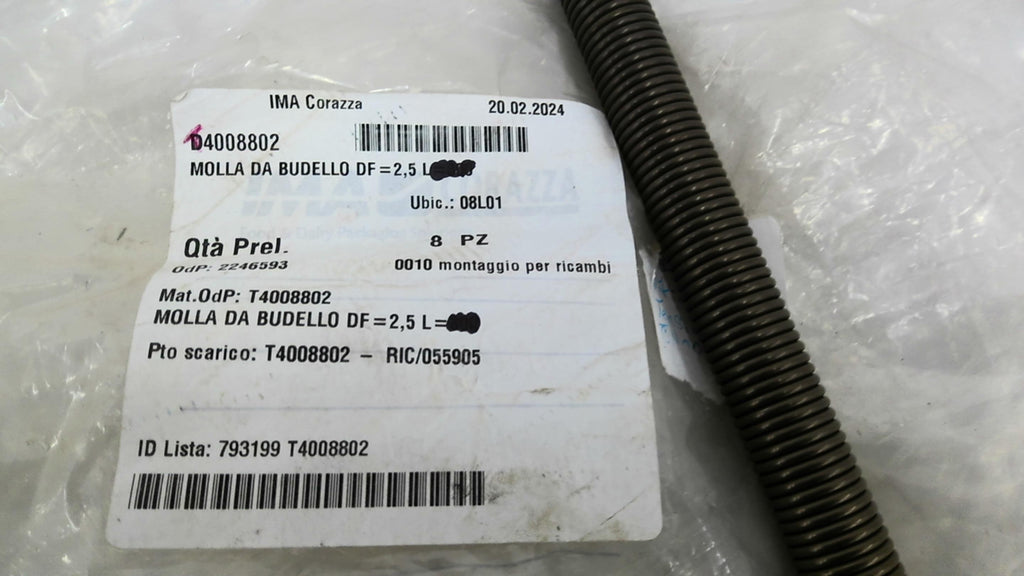 IMA Corazza 20.02.2024
D4008802
MOLLA DA BUDELLO DF=2,5 L
Ubic.: 08L01
Qtà Prel. 8 PZ
OdP: 2246593 0010 montaggio per ricambi
Mat.OdP: T4008802
MOLLA DA BUDELLO DF=2,5 L=
Pto scarico: T4008802 - RIC/055905
ID Lista: 793199 T4008802